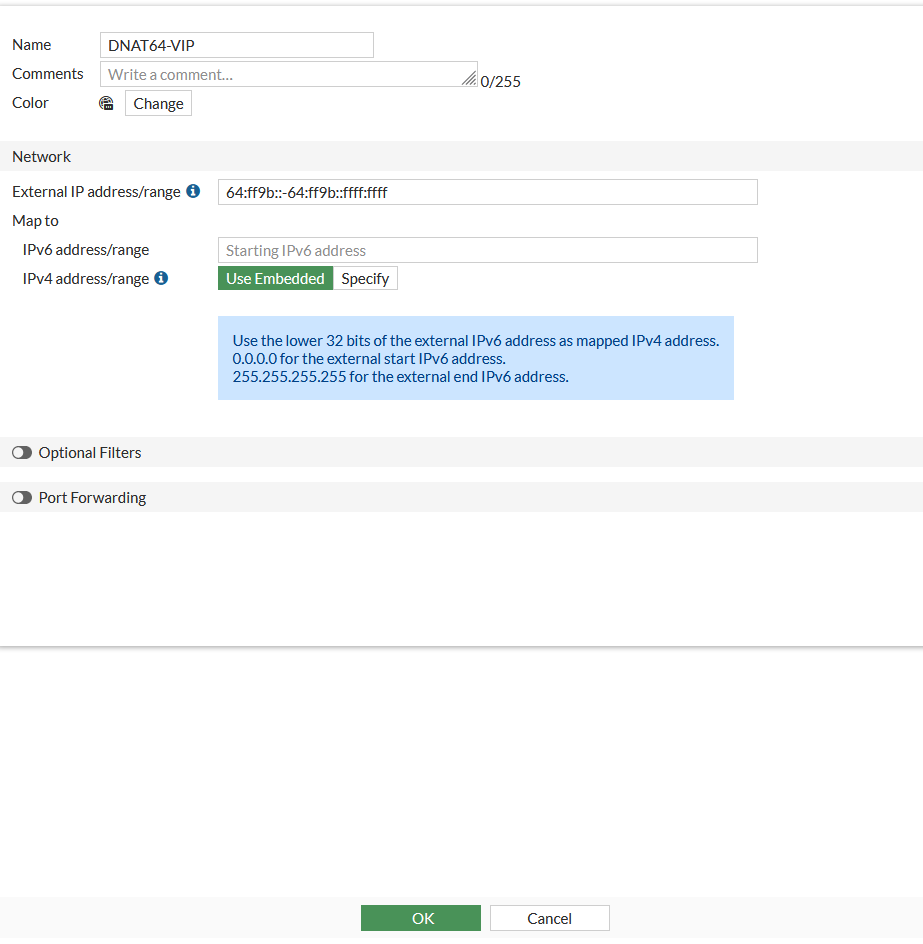 Name DNAT64-VIP
Comments Write a comment... 0/255
Color Change
Network
External IP address/range 64:ff9b::-64:ff9b::ffff:ffff
Map to
IPv6 address/range Starting IPv6 address
IPv4 address/range Use Embedded Specify
Use the lower 32 bits of the external IPv6 address as mapped IPv4 address.
0.0.0.0 for the external start IPv6 address.
255.255.255.255 for the external end IPv6 address.
Optional Filters
Port Forwarding
OK Cancel